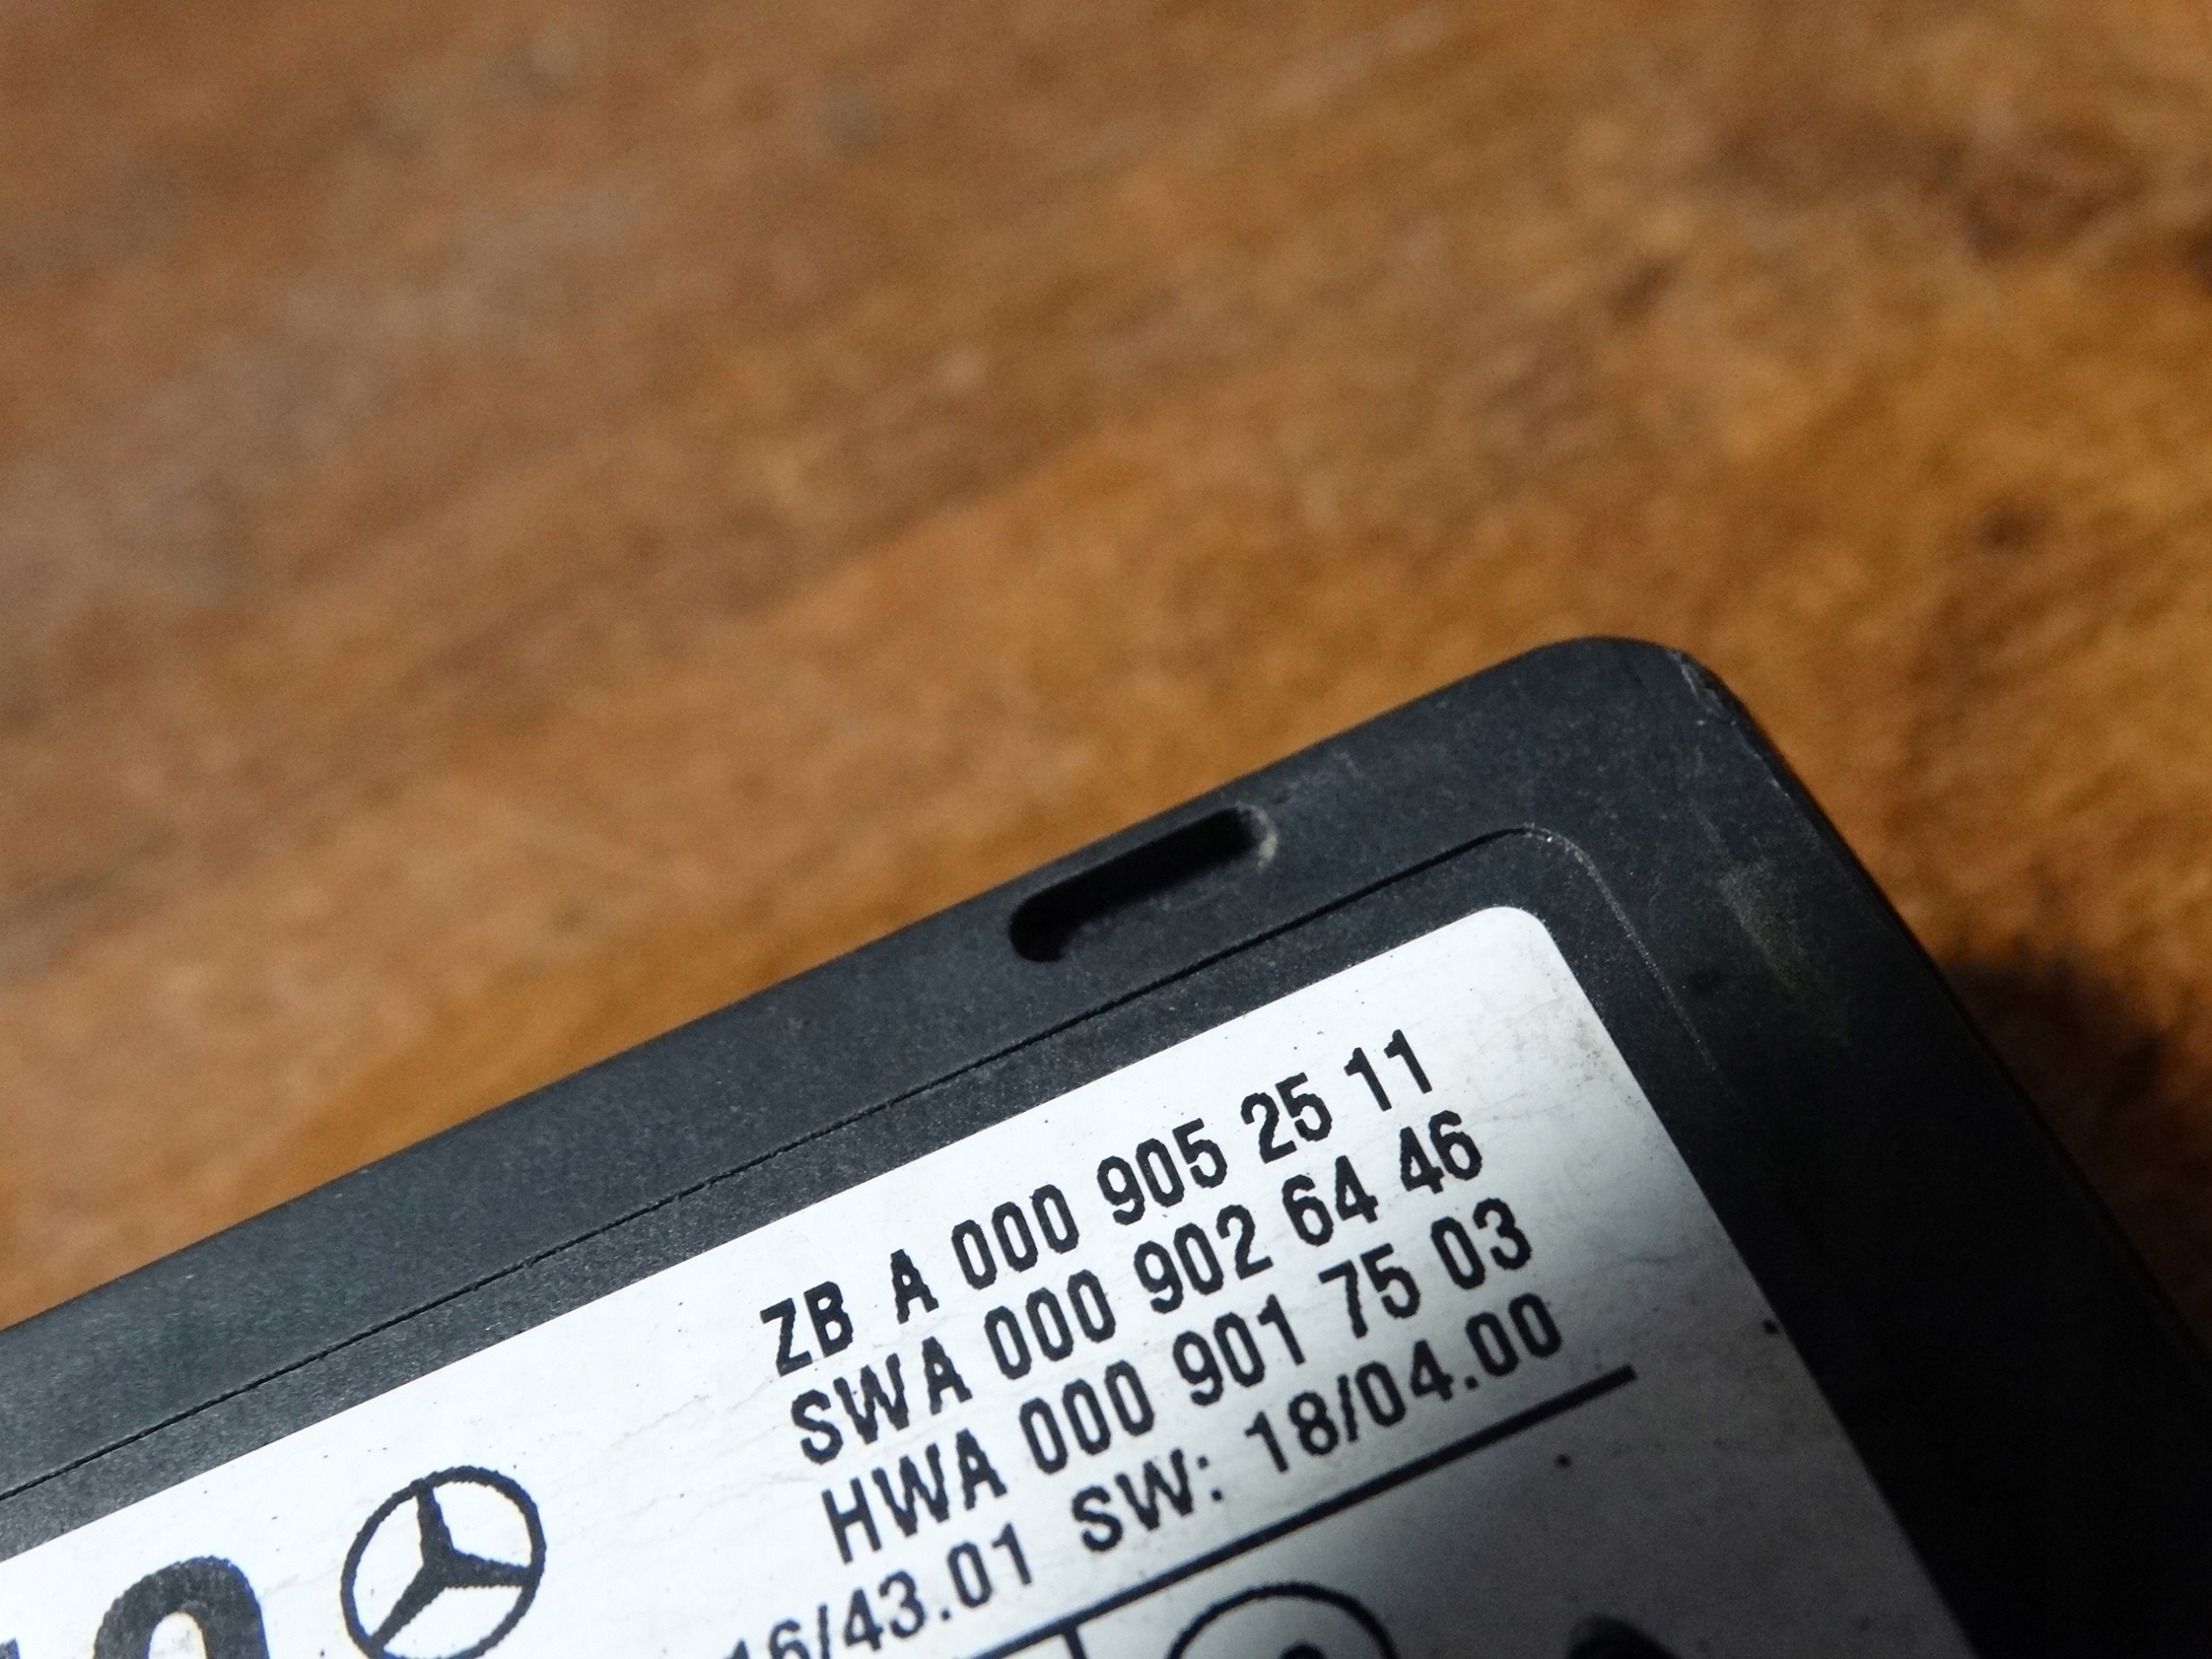 ZB A 000 905 25 11
SWA 000 902 64 46
HWA 000 901 75 03
16/43.01 SW: 18/04.00